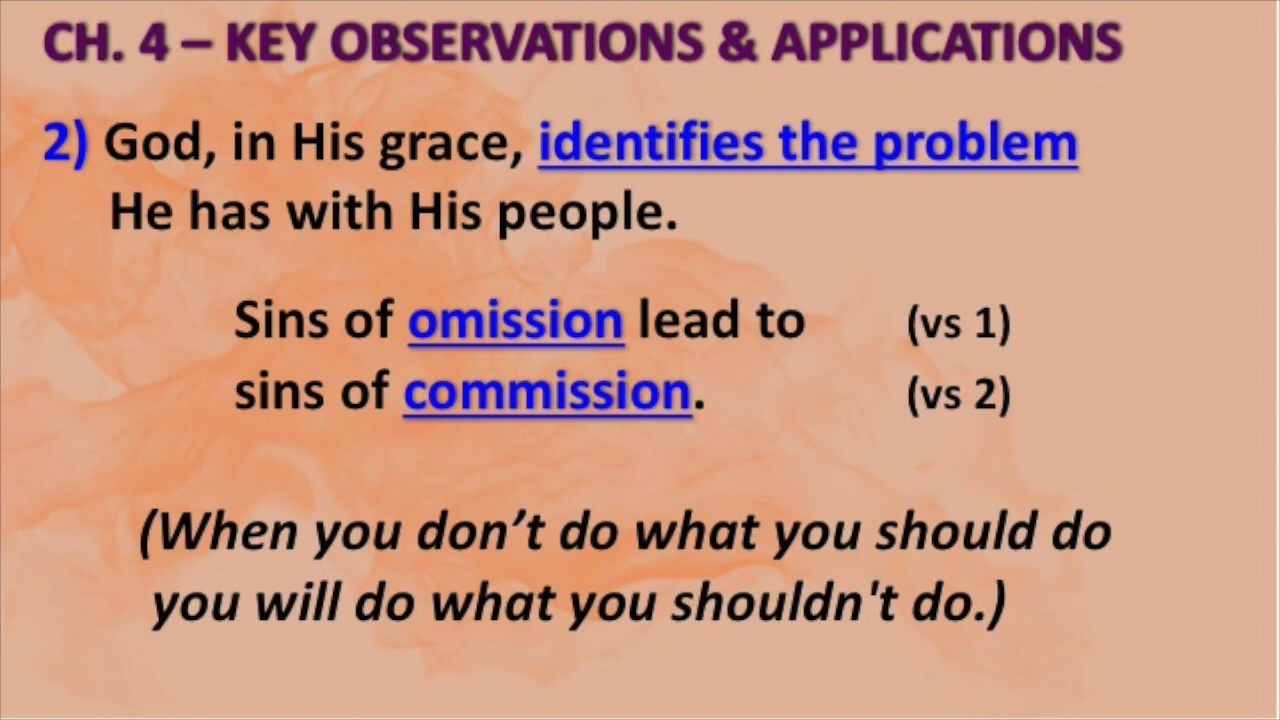 CH. 4 – KEY OBSERVATIONS & APPLICATIONS
2) God, in His grace, identifies the problem
He has with His people.
Sins of omission lead to (vs 1)
sins of commission. (vs 2)
(When you don’t do what you should do
you will do what you shouldn't do.)